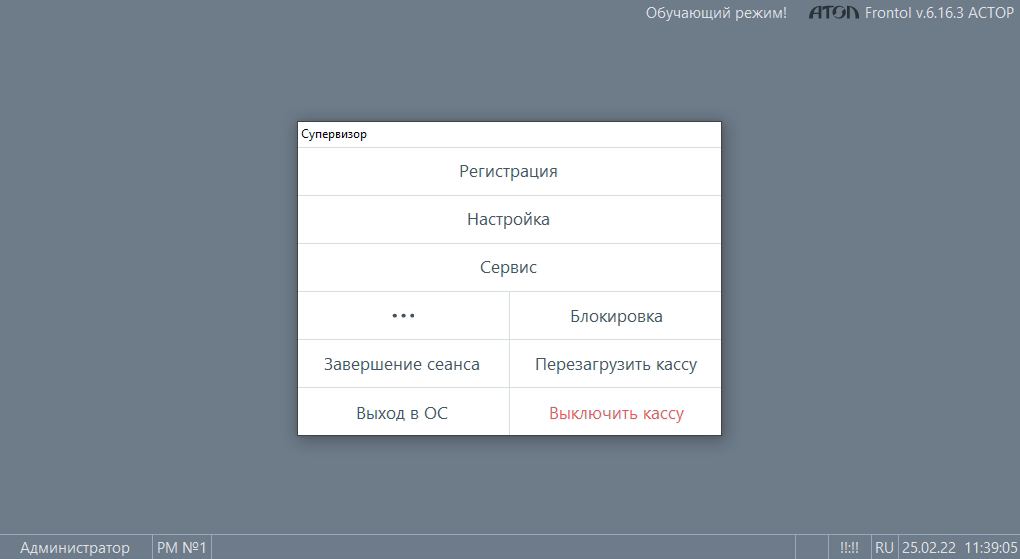 Обучающий режим! АТОЛ Frontol v.6.16.3 АСТОР
Супервизор
Регистрация
Настройка
Сервис
••• Блокировка
Завершение сеанса Перезагрузить кассу
Выход в ОС Выключить кассу
Администратор РМ №1 !!:!! RU 25.02.22 11:39:05